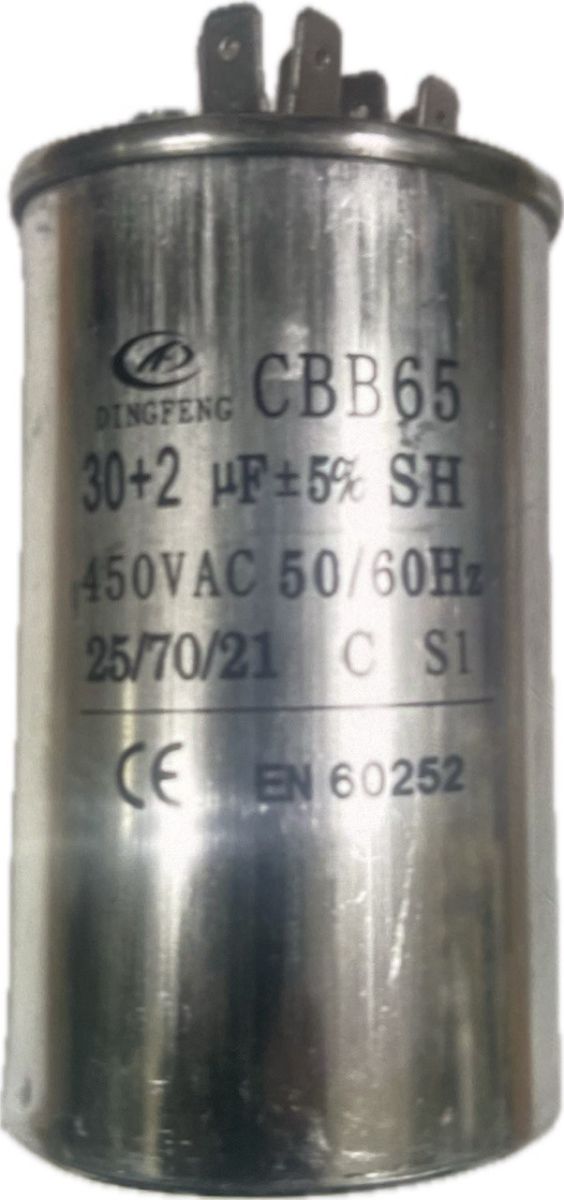 DINGFENG CBB65
30+2 µF±5% SH
450VAC 50/60Hz
25/70/21 C S1
CE EN 60252